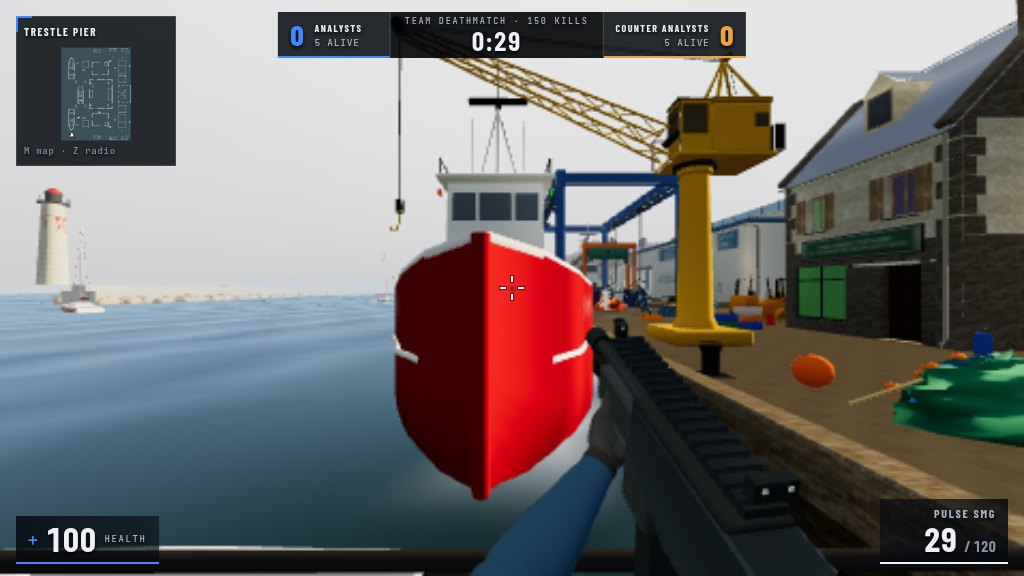 TRESTLE PIER
M map · Z radio
0
ANALYSTS
5 ALIVE
TEAM DEATHMATCH · 150 KILLS
0:29
COUNTER ANALYSTS
5 ALIVE
0
+ 100 HEALTH
PULSE SMG
29 / 120